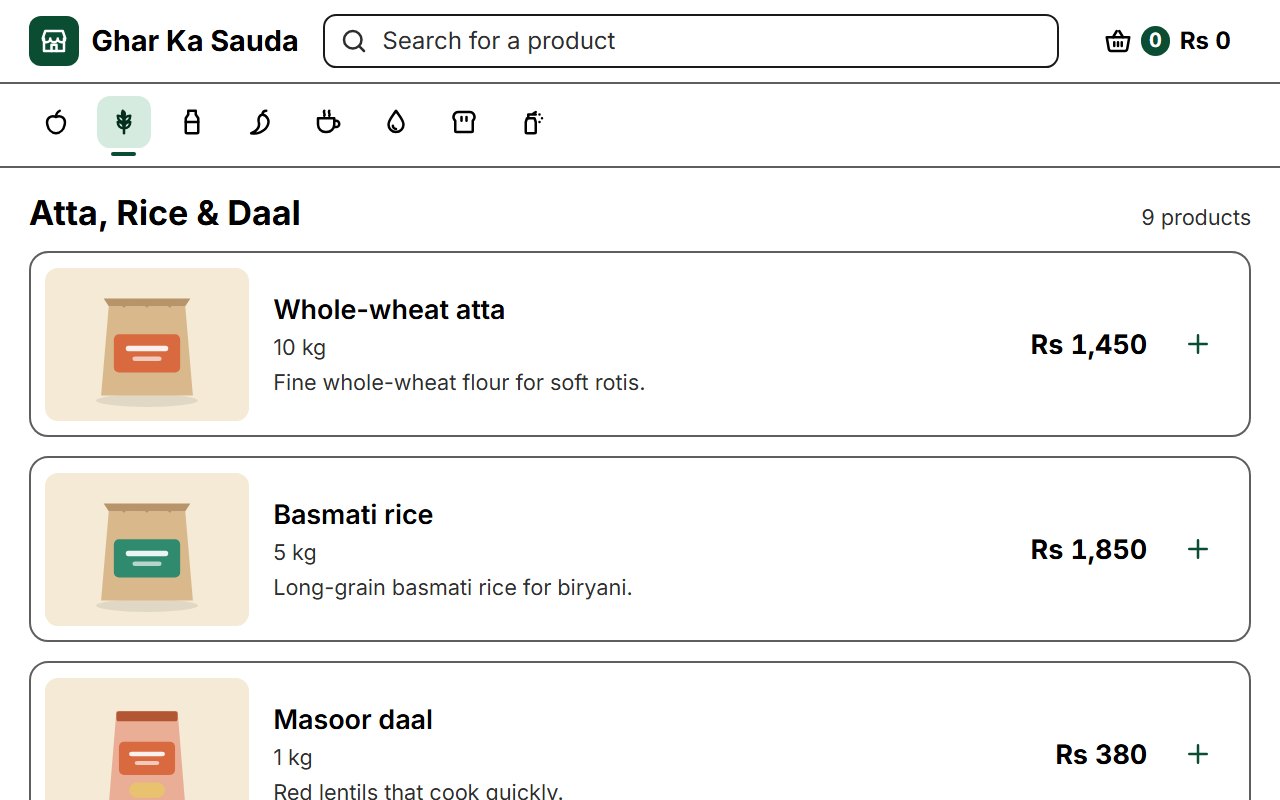 Ghar Ka Sauda
Search for a product
0 Rs 0
Atta, Rice & Daal
9 products
Whole-wheat atta
10 kg
Fine whole-wheat flour for soft rotis.
Rs 1,450
Basmati rice
5 kg
Long-grain basmati rice for biryani.
Rs 1,850
Masoor daal
1 kg
Red lentils that cook quickly.
Rs 380